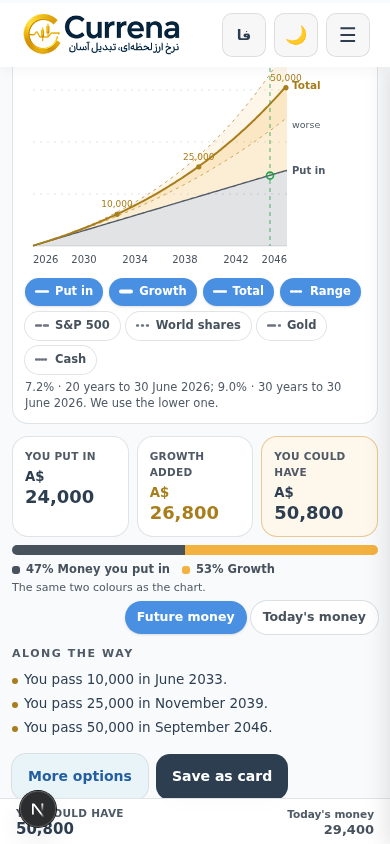 Currena
نرخ ارز لحظه‌ای، تبدیل آسان
فا
50,000
Total
worse
25,000
Put in
10,000
2026 2030 2034 2038 2042 2046
Put in Growth Total Range
S&P 500 World shares Gold
Cash
7.2% · 20 years to 30 June 2026; 9.0% · 30 years to 30
June 2026. We use the lower one.
YOU PUT IN
A$
24,000
GROWTH
ADDED
A$
26,800
YOU COULD
HAVE
A$
50,800
47% Money you put in 53% Growth
The same two colours as the chart.
Future money Today's money
ALONG THE WAY
You pass 10,000 in June 2033.
You pass 25,000 in November 2039.
You pass 50,000 in September 2046.
More options Save as card
N
COULD HAVE
50,800
Today's money
29,400